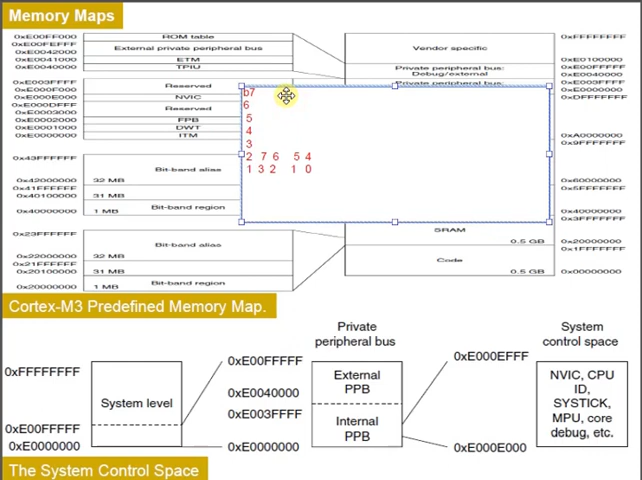 Memory Maps
0xE00FF000
0xE00FEFFF
0xE0042000
0xE0041000
0xE0040000
0xE003FFFF
0xE000F000
0xE000E000
0xE000DFFF
0xE0003000
0xE0002000
0xE0001000
0xE0000000
0x43FFFFFF
0x42000000
0x41FFFFFF
0x40100000
0x40000000
0x23FFFFFF
0x22000000
0x21FFFFFF
0x20100000
0x20000000
ROM table
External private peripheral bus
ETM
TPIU
Reserved
NVIC
Reserved
FPB
DWT
ITM
Bit-band alias
32 MB
31 MB
Bit-band region
1 MB
Bit-band alias
32 MB
31 MB
Bit-band region
1 MB
b7
6
5
4
3
2 7 6 5 4
1 3 2 1 0
Vendor specific
Private peripheral bus:
Debug/external
Private peripheral bus:
SRAM
0.5 GB
Code
0.5 GB
0xFFFFFFFF
0xE0100000
0xE00FFFFF
0xE0040000
0xE003FFFF
0xE0000000
0xDFFFFFFF
0xA0000000
0x9FFFFFFF
0x60000000
0x5FFFFFFF
0x40000000
0x3FFFFFFF
0x20000000
0x1FFFFFFF
0x00000000
Cortex-M3 Predefined Memory Map.
0xFFFFFFFF
0xE00FFFFF
0xE0000000
System level
0xE00FFFFF
0xE0040000
0xE003FFFF
0xE0000000
Private
peripheral bus
External
PPB
Internal
PPB
0xE000EFFF
0xE000E000
System
control space
NVIC, CPU
ID,
SYSTICK,
MPU, core
debug, etc.
The System Control Space